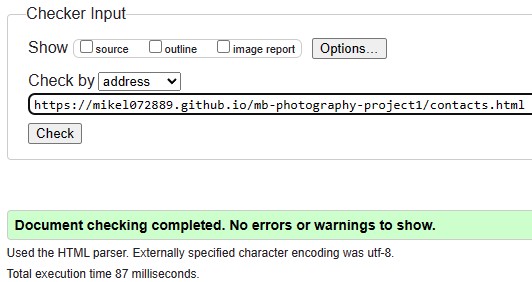 Checker Input
Show source outline image report Options...
Check by address
https://mikel072889.github.io/mb-photography-project1/contacts.html
Check
Document checking completed. No errors or warnings to show.
Used the HTML parser. Externally specified character encoding was utf-8.
Total execution time 87 milliseconds.